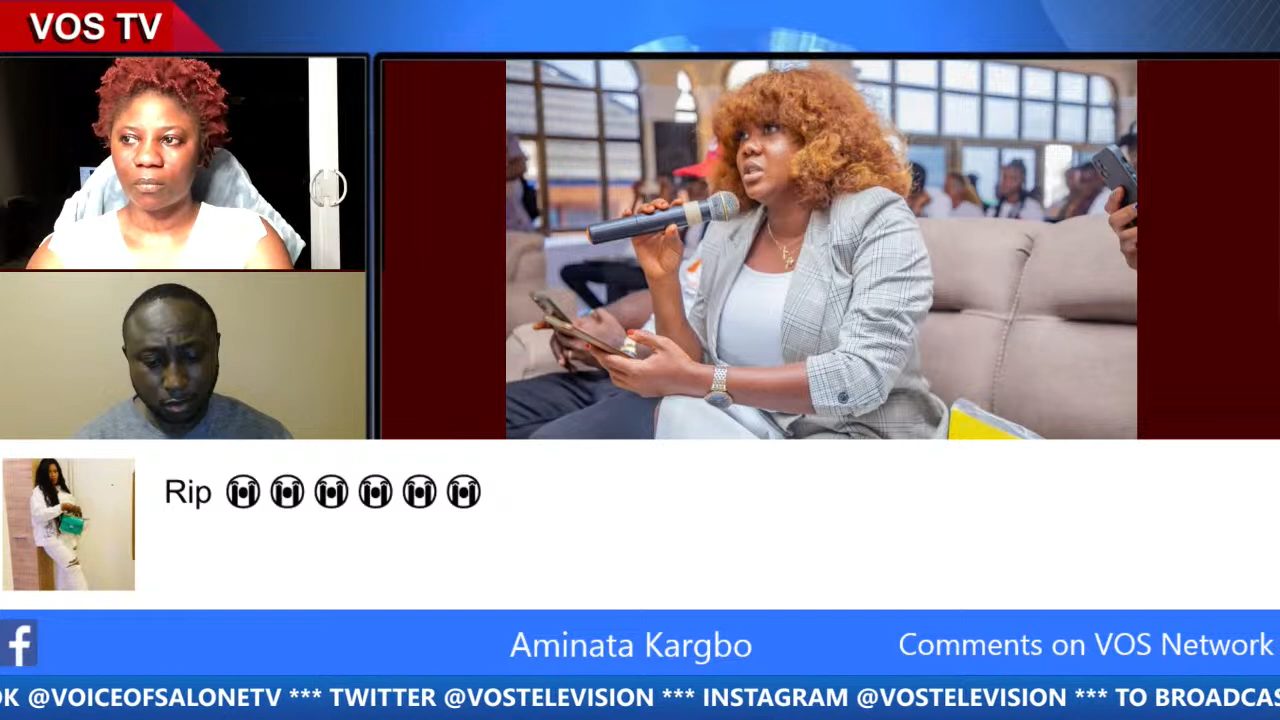 VOS TV
Rip 😭 😭 😭 😭 😭 😭
Aminata Kargbo
Comments on VOS Network
OK @VOICEOFSALONETV *** TWITTER @VOSTELEVISION *** INSTAGRAM @VOSTELEVISION *** TO BROADCAS